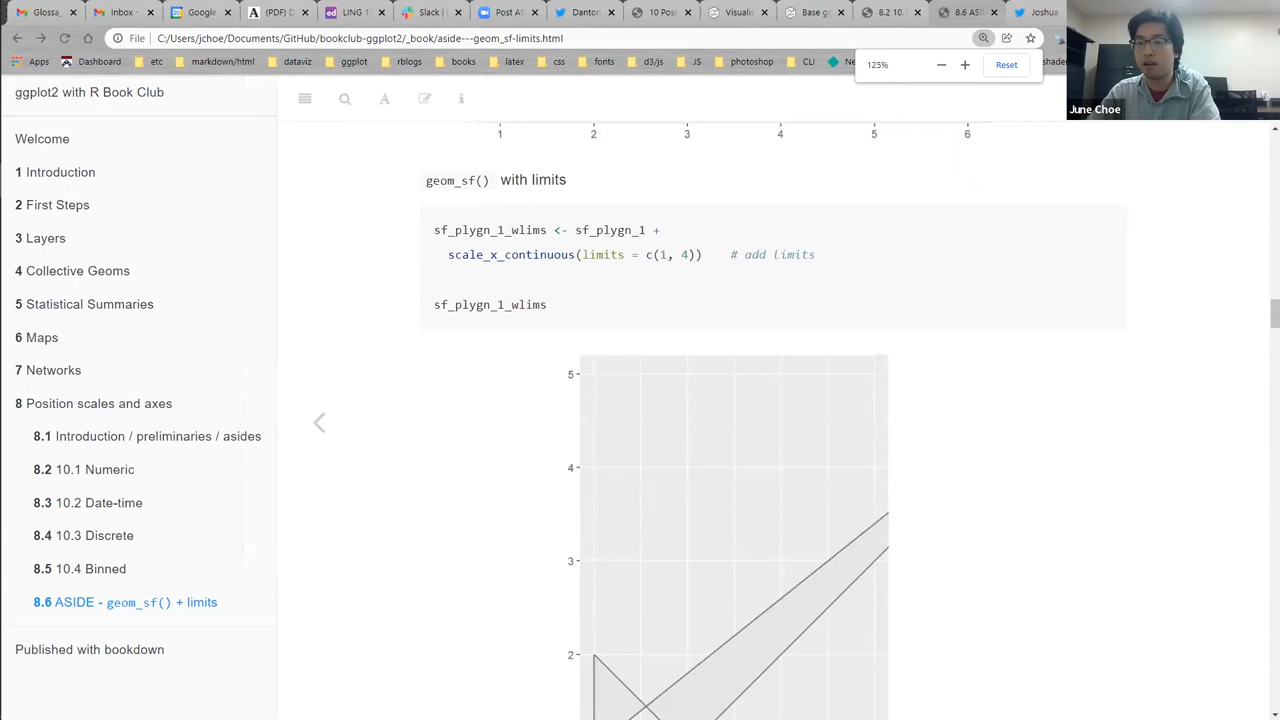 Glossa_
Inbox -
Google
(PDF) D
LING 1
Slack |
Post At
Danton
10 Posi
Visualis
Base gg
8.2 10.
8.6 ASI
Joshua
File C:/Users/jchoe/Documents/GitHub/bookclub-ggplot2/_book/aside---geom_sf-limits.html
Apps
Dashboard
etc
markdown/html
dataviz
ggplot
rblogs
books
latex
css
fonts
d3/js
JS
photoshop
CLI
shader
125%
Reset
June Choe
ggplot2 with R Book Club
Welcome
1 Introduction
2 First Steps
3 Layers
4 Collective Geoms
5 Statistical Summaries
6 Maps
7 Networks
8 Position scales and axes
8.1 Introduction / preliminaries / asides
8.2 10.1 Numeric
8.3 10.2 Date-time
8.4 10.3 Discrete
8.5 10.4 Binned
8.6 ASIDE - geom_sf() + limits
Published with bookdown
1 2 3 4 5 6
geom_sf() with limits
sf_plygn_1_wlims <- sf_plygn_1 +
scale_x_continuous(limits = c(1, 4)) # add limits
sf_plygn_1_wlims
5
4
3
2